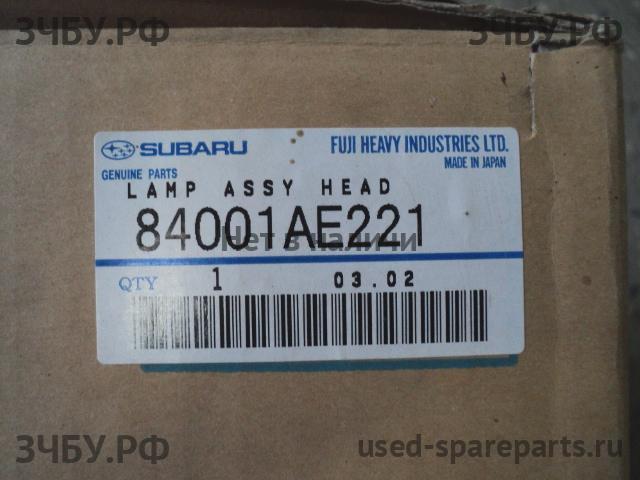 ЗЧБУ.РФ
ЗЧБУ.РФ
SUBARU
FUJI HEAVY INDUSTRIES LTD.
GENUINE PARTS
MADE IN JAPAN
LAMP ASSY HEAD
84001AE221
Нет в наличи
QTY 1 03.02
ЗЧБУ.РФ
used-spareparts.ru